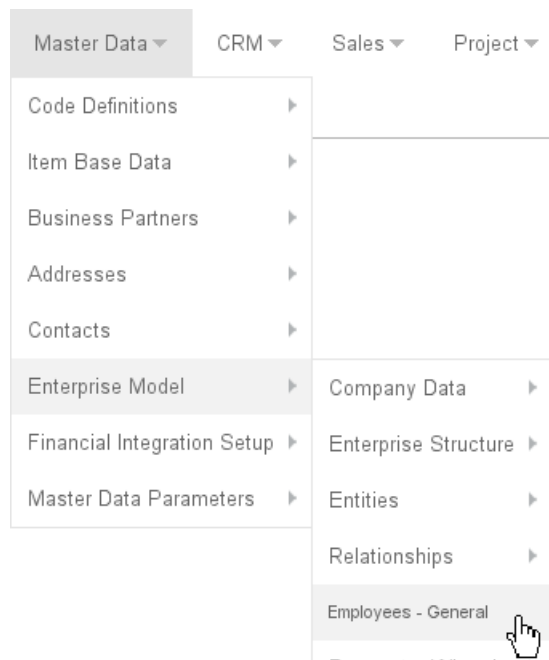 Master Data CRM Sales Project
Code Definitions
Item Base Data
Business Partners
Addresses
Contacts
Enterprise Model
Financial Integration Setup
Master Data Parameters
Company Data
Enterprise Structure
Entities
Relationships
Employees - General